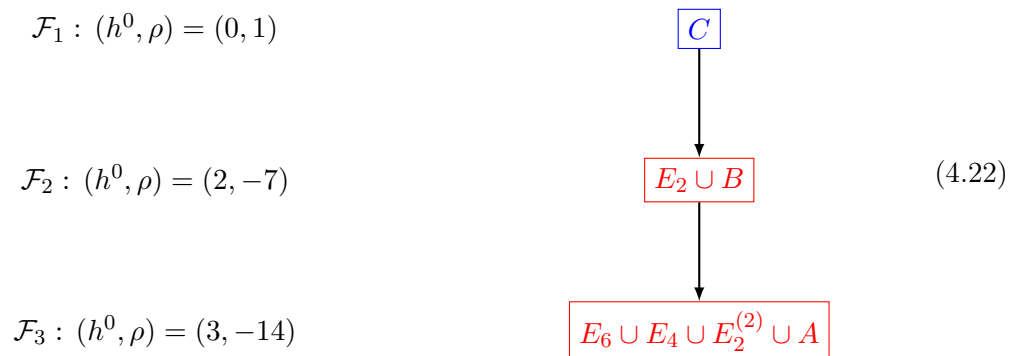 𝓕₁ : (h⁰, ρ) = (0, 1) C
𝓕₂ : (h⁰, ρ) = (2, −7) E₂ ∪ B (4.22)
𝓕₃ : (h⁰, ρ) = (3, −14) E₆ ∪ E₄ ∪ E₂⁽²⁾ ∪ A